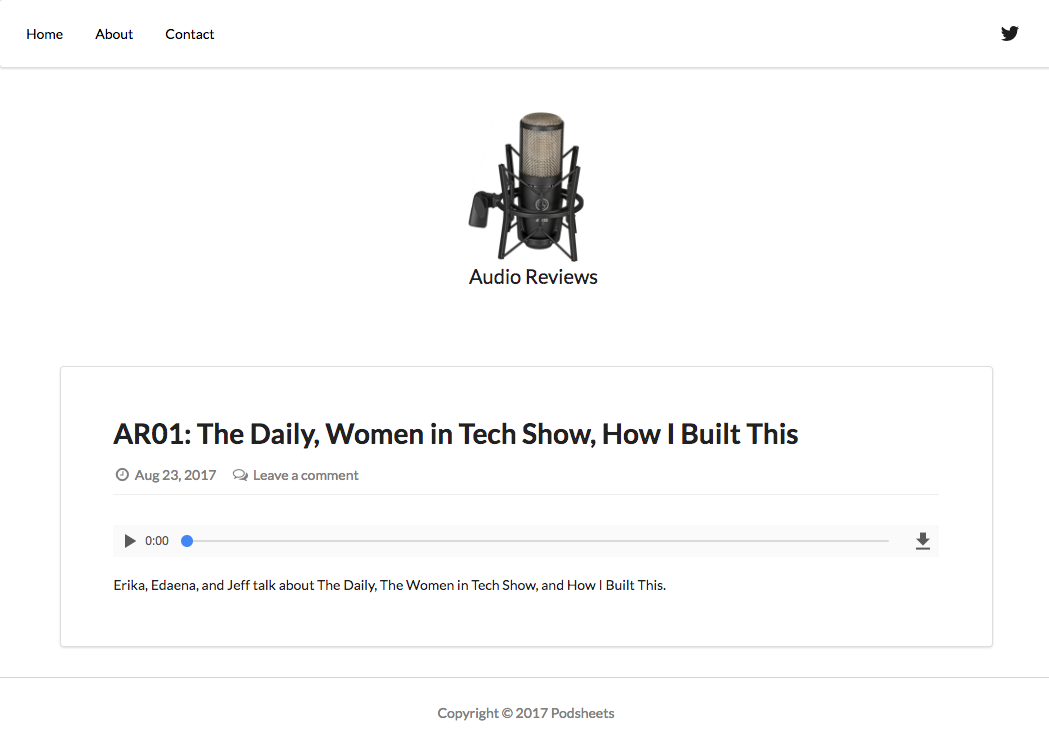 Home About Contact
Audio Reviews
AR01: The Daily, Women in Tech Show, How I Built This
Aug 23, 2017 Leave a comment
0:00
Erika, Edaena, and Jeff talk about The Daily, The Women in Tech Show, and How I Built This.
Copyright © 2017 Podsheets